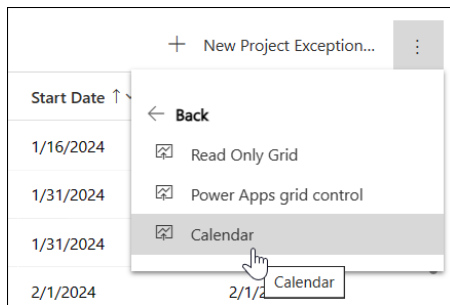 + New Project Exception... ⋮
Start Date ↑
← Back
1/16/2024
Read Only Grid
1/31/2024
Power Apps grid control
1/31/2024
Calendar
Calendar
2/1/2024 2/1/2